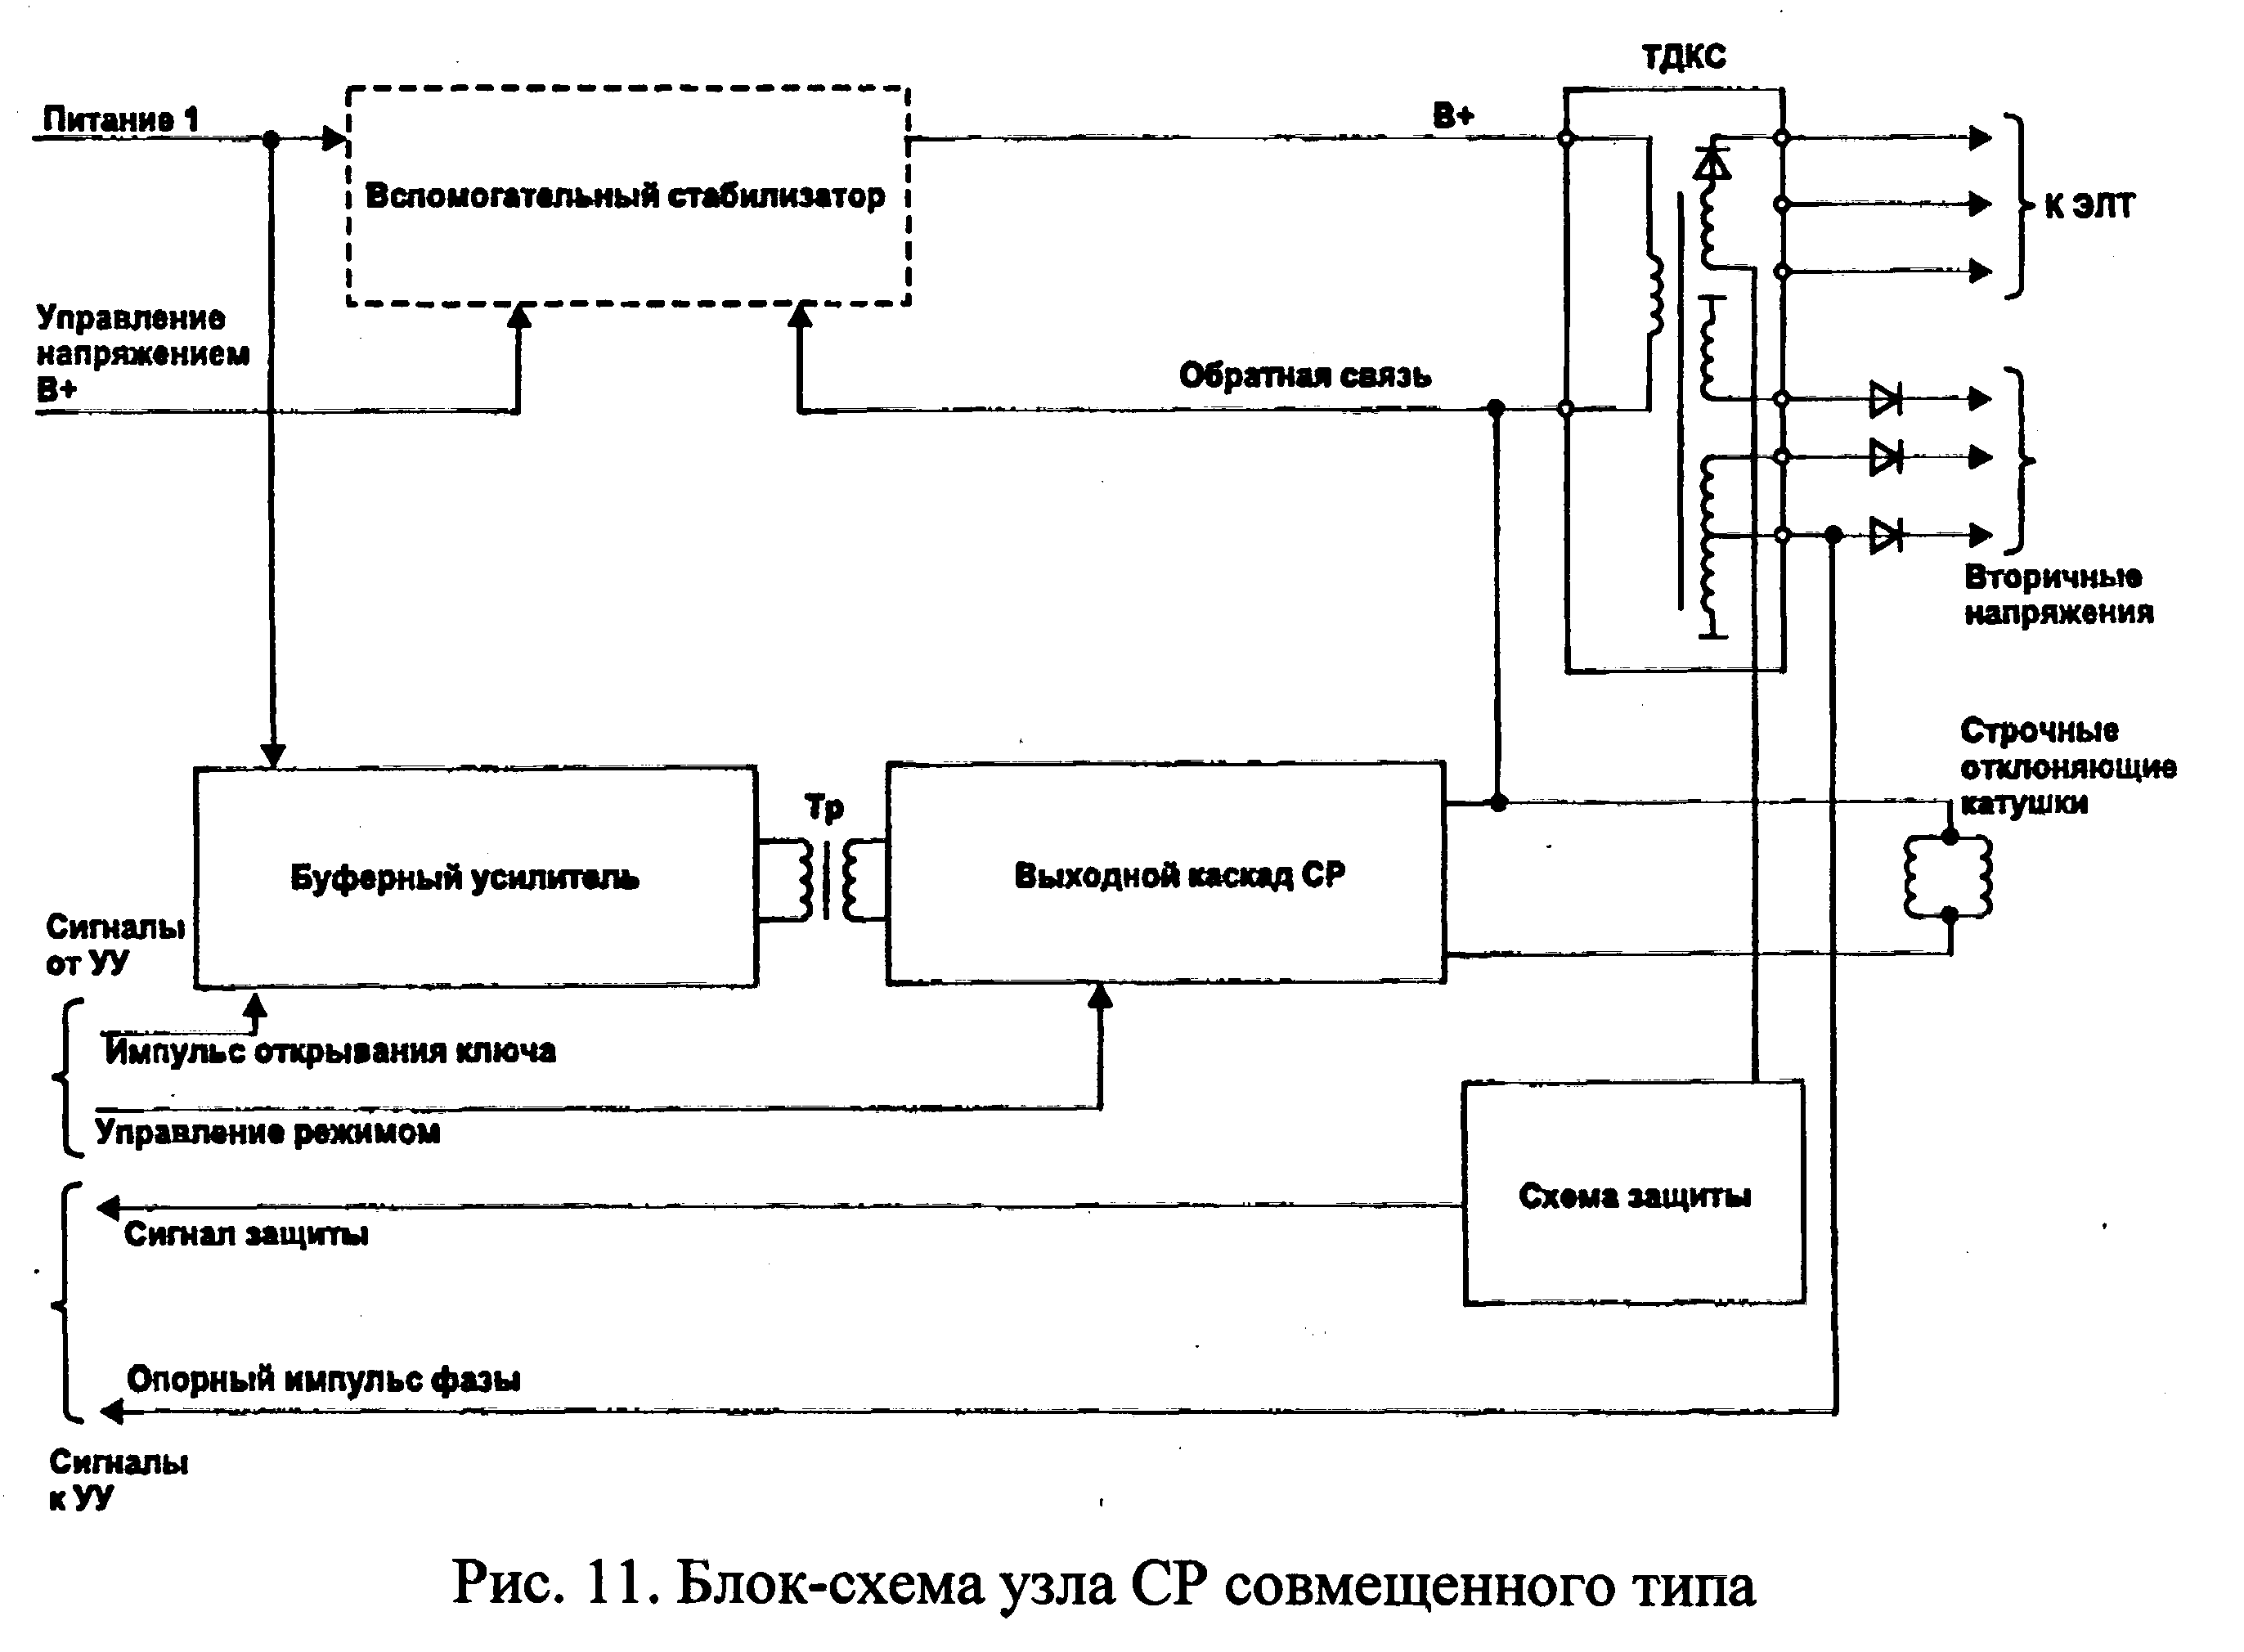 ТДКС
Питание 1
В+
Вспомогательный стабилизатор
К ЭЛТ
Управление
напряжением
В+
Обратная связь
Вторичные
напряжения
Строчные
отклоняющие
катушки
Тр
Буферный усилитель
Выходной каскад СР
Сигналы
от УУ
Импульс открывания ключа
Управление режимом
Схема защиты
Сигнал защиты
Опорный импульс фазы
Сигналы
к УУ
Рис. 11. Блок-схема узла СР совмещенного типа